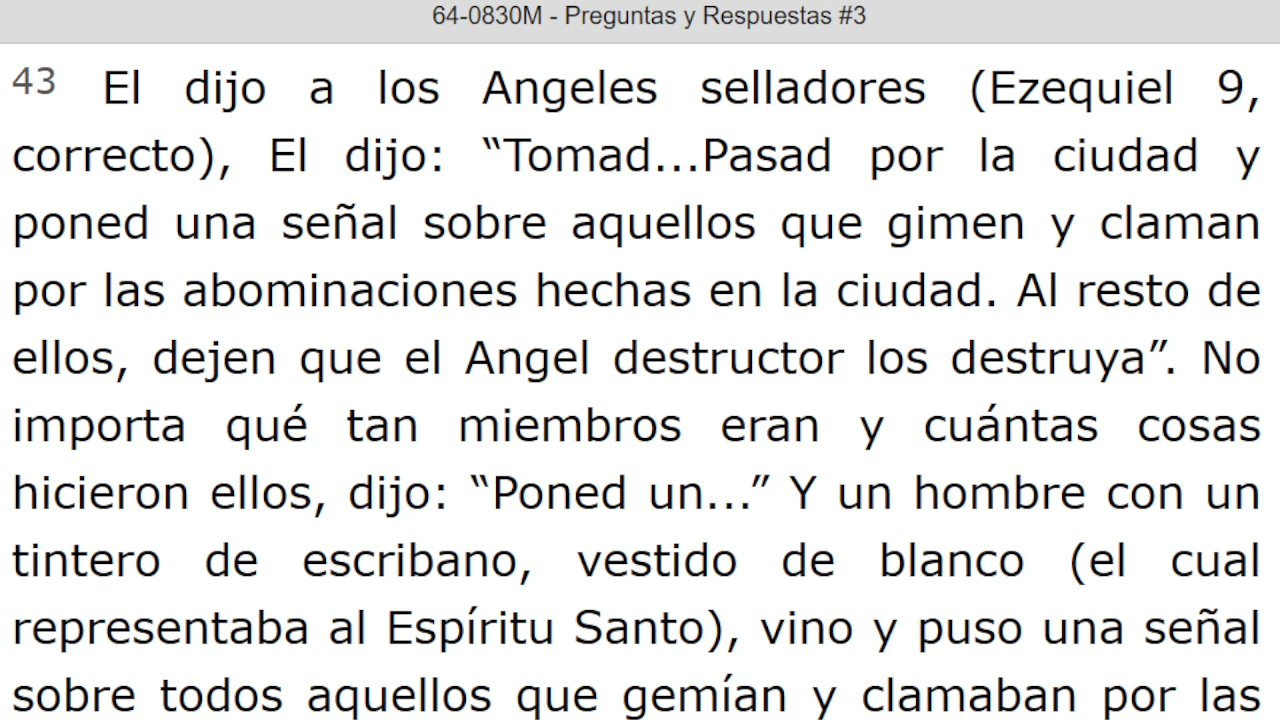 64-0830M - Preguntas y Respuestas #3
43 El dijo a los Angeles selladores (Ezequiel 9,
correcto), El dijo: “Tomad...Pasad por la ciudad y
poned una señal sobre aquellos que gimen y claman
por las abominaciones hechas en la ciudad. Al resto de
ellos, dejen que el Angel destructor los destruya”. No
importa qué tan miembros eran y cuántas cosas
hicieron ellos, dijo: “Poned un...” Y un hombre con un
tintero de escribano, vestido de blanco (el cual
representaba al Espíritu Santo), vino y puso una señal
sobre todos aquellos que gemían y clamaban por las